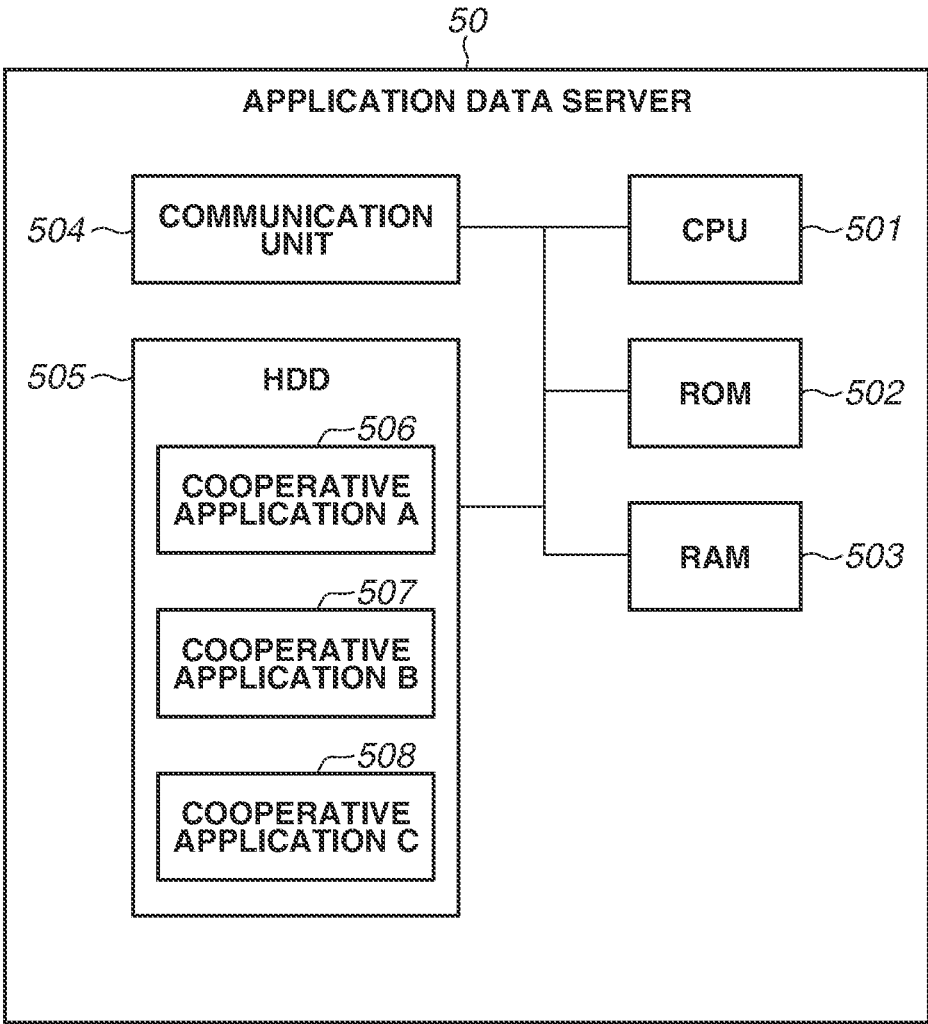 50
APPLICATION DATA SERVER
504
COMMUNICATION
UNIT
CPU
501
505
HDD
ROM
502
506
COOPERATIVE
APPLICATION A
RAM
503
507
COOPERATIVE
APPLICATION B
508
COOPERATIVE
APPLICATION C